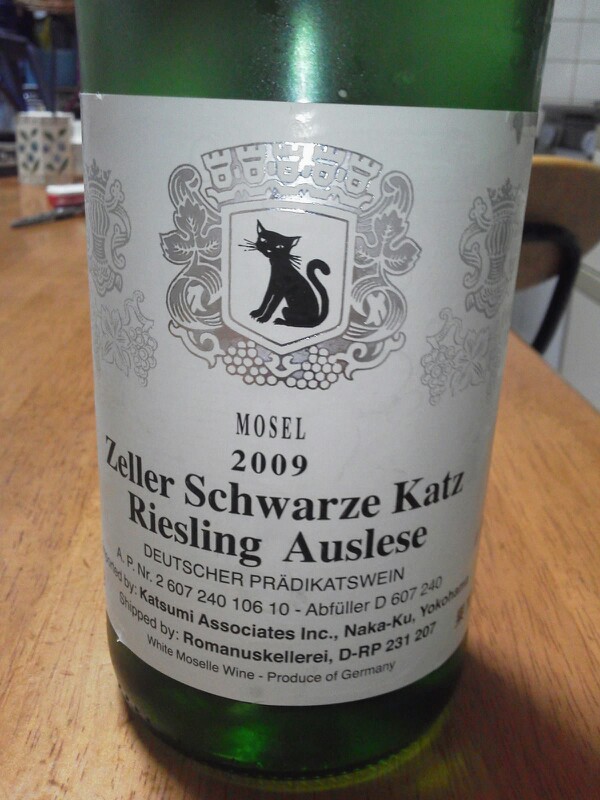 MOSEL
2009
Zeller Schwarze Katz
Riesling Auslese
DEUTSCHER PRÄDIKATSWEIN
A. P. Nr. 2 607 240 106 10 - Abfüller D 607 240
by: Katsumi Associates Inc., Naka-Ku, Yokohama
Shipped by: Romanuskellerei, D-RP 231 207
White Moselle Wine - Produce of Germany